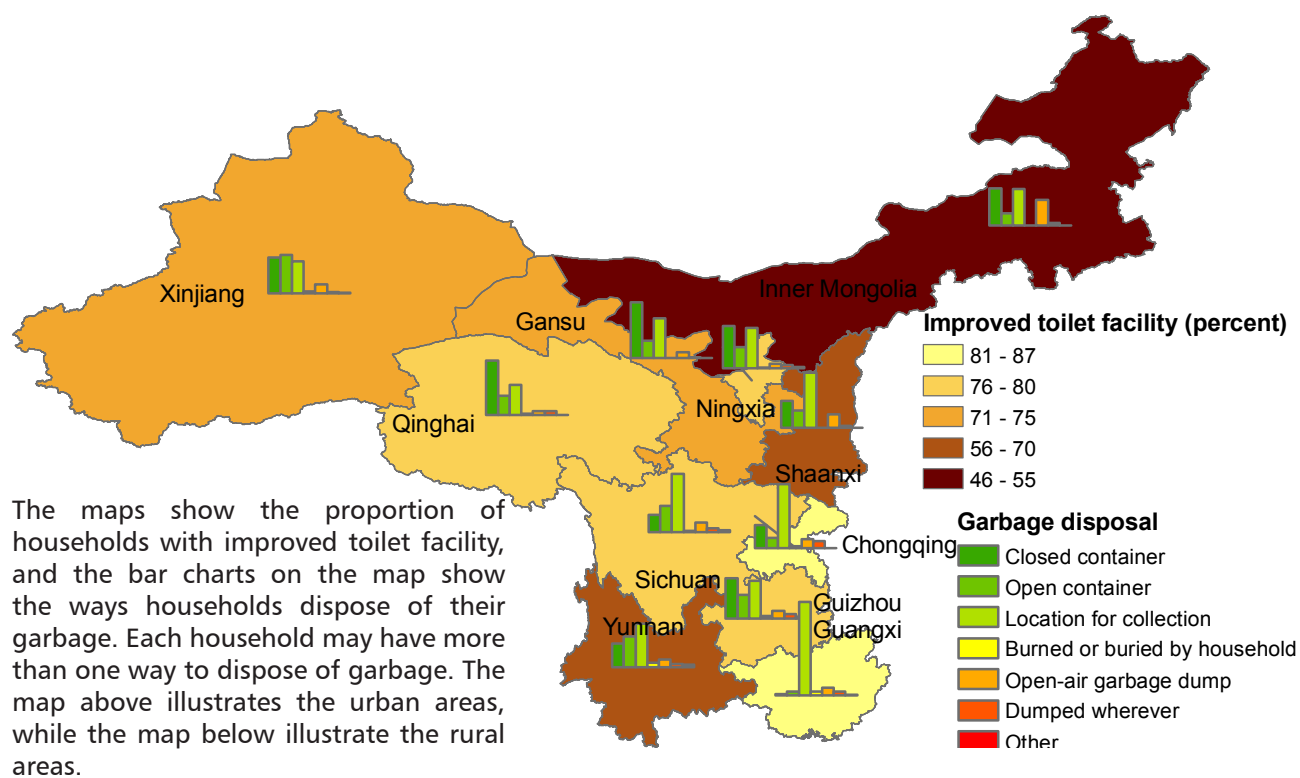 Xinjiang
Gansu
Inner Mongolia
Qinghai
Ningxia
Shaanxi
Chongqing
Sichuan
Guizhou
Guangxi
Yunnan
Improved toilet facility (percent)
81 - 87
76 - 80
71 - 75
56 - 70
46 - 55
Garbage disposal
Closed container
Open container
Location for collection
Burned or buried by household
Open-air garbage dump
Dumped wherever
Other
The maps show the proportion of
households with improved toilet facility,
and the bar charts on the map show
the ways households dispose of their
garbage. Each household may have more
than one way to dispose of garbage. The
map above illustrates the urban areas,
while the map below illustrate the rural
areas.